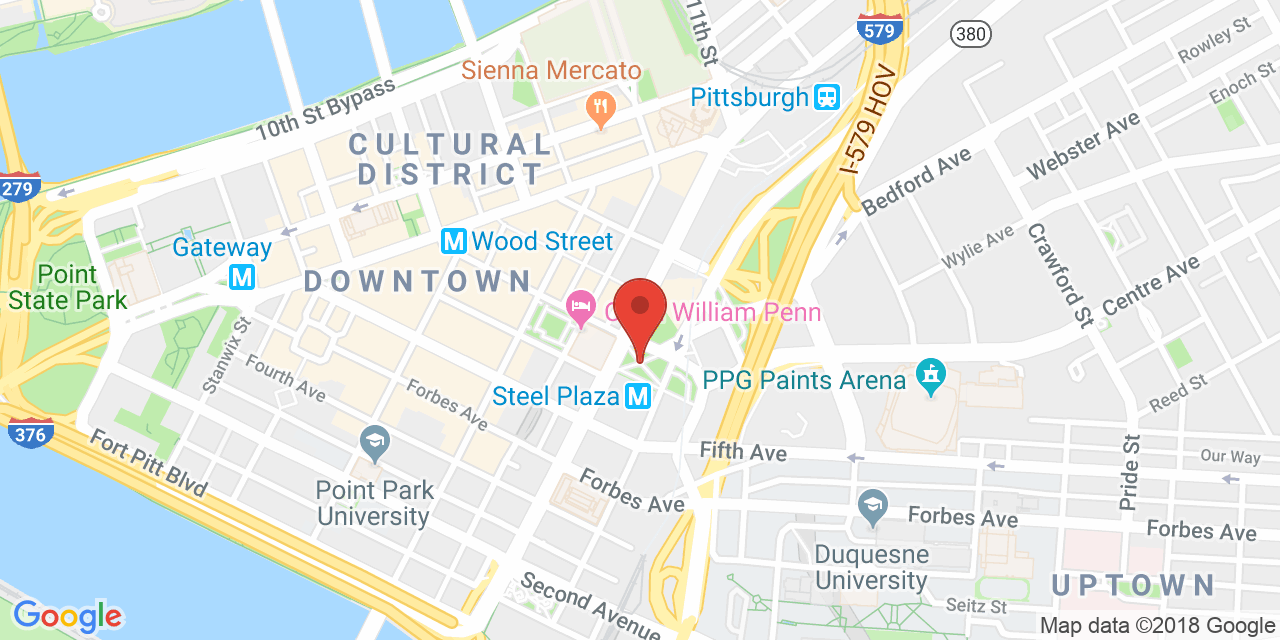 11th St
579
380
Rowley St
Sienna Mercato
Pittsburgh
I-579 HOV
Enoch St
10th St Bypass
Webster Ave
CULTURAL
DISTRICT
Bedford Ave
279
Gateway
M
M Wood Street
Wylie Ave
Crawford St
Centre Ave
Point
State Park
DOWNTOWN
William Penn
Stanwix St
Fourth Ave
Forbes Ave
Steel Plaza M
PPG Paints Arena
Reed St
376
Fort Pitt Blvd
Fifth Ave
Our Way
Pride St
Point Park
University
Forbes Ave
Forbes Ave
Forbes Ave
Duquesne
University
UPTOWN
Second Avenue
Seitz St
Google
Map data ©2018 Google